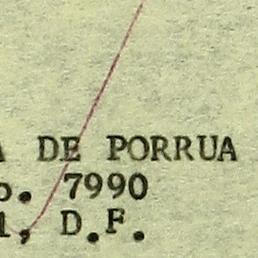 A DE PORRUA
o. 7990
1, D.F.